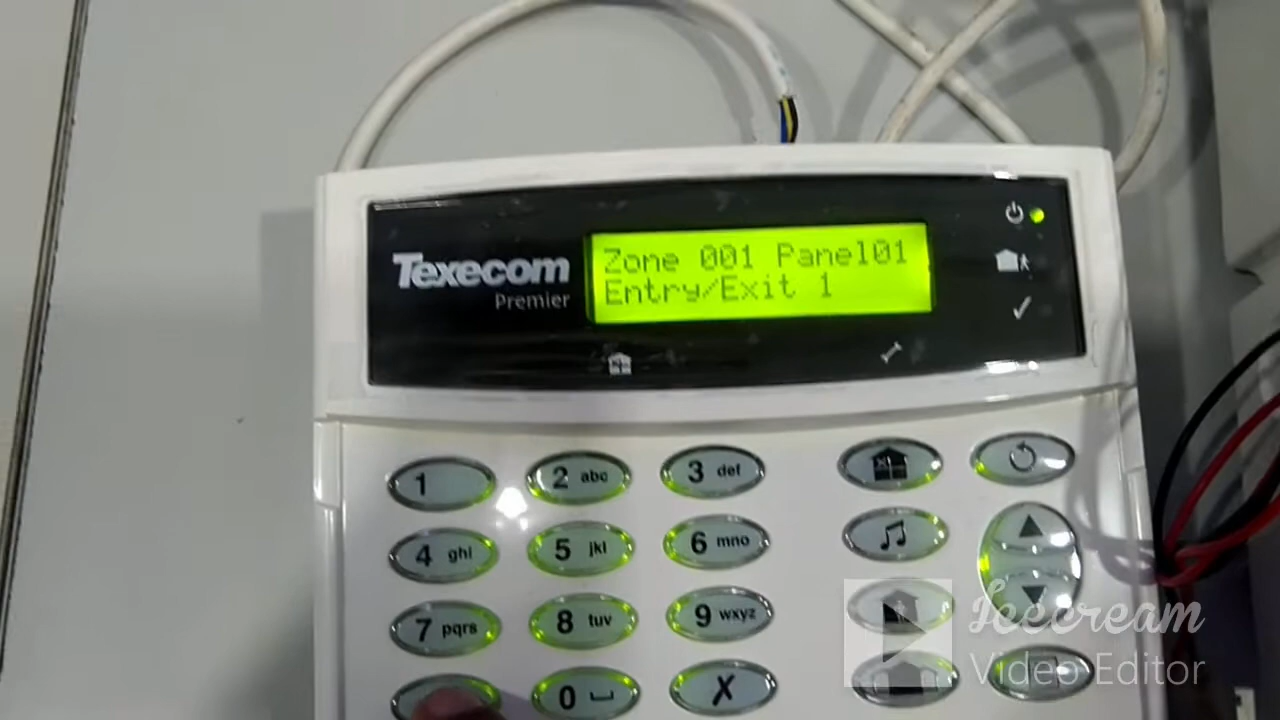 Texecom
Premier
Zone 001 Panel01
Entry/Exit 1
1
2 abc
3 def
4 ghi
5 jkl
6 mno
7 pqrs
8 tuv
9 wxyz
0
Icecream
Video Editor